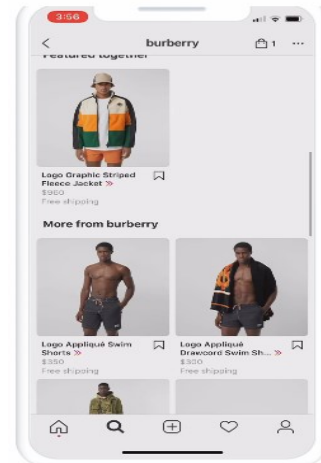 3:56
burberry
1
Featured together
Logo Graphic Striped
Fleece Jacket »
$960
Free shipping
More from burberry
Logo Appliqué Swim
Shorts »
$350
Free shipping
Logo Appliqué
Drawcord Swim Sh... »
$300
Free shipping